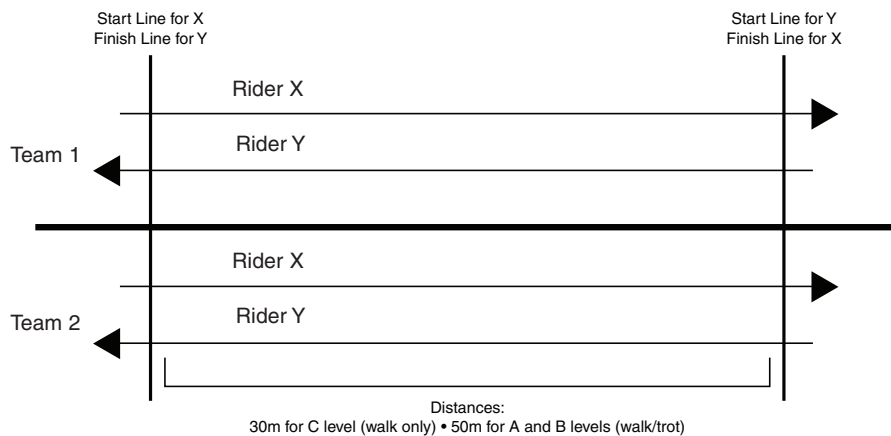 Start Line for X
Finish Line for Y
Start Line for Y
Finish Line for X
Rider X
Team 1
Rider Y
Rider X
Team 2
Rider Y
Distances:
30m for C level (walk only) • 50m for A and B levels (walk/trot)